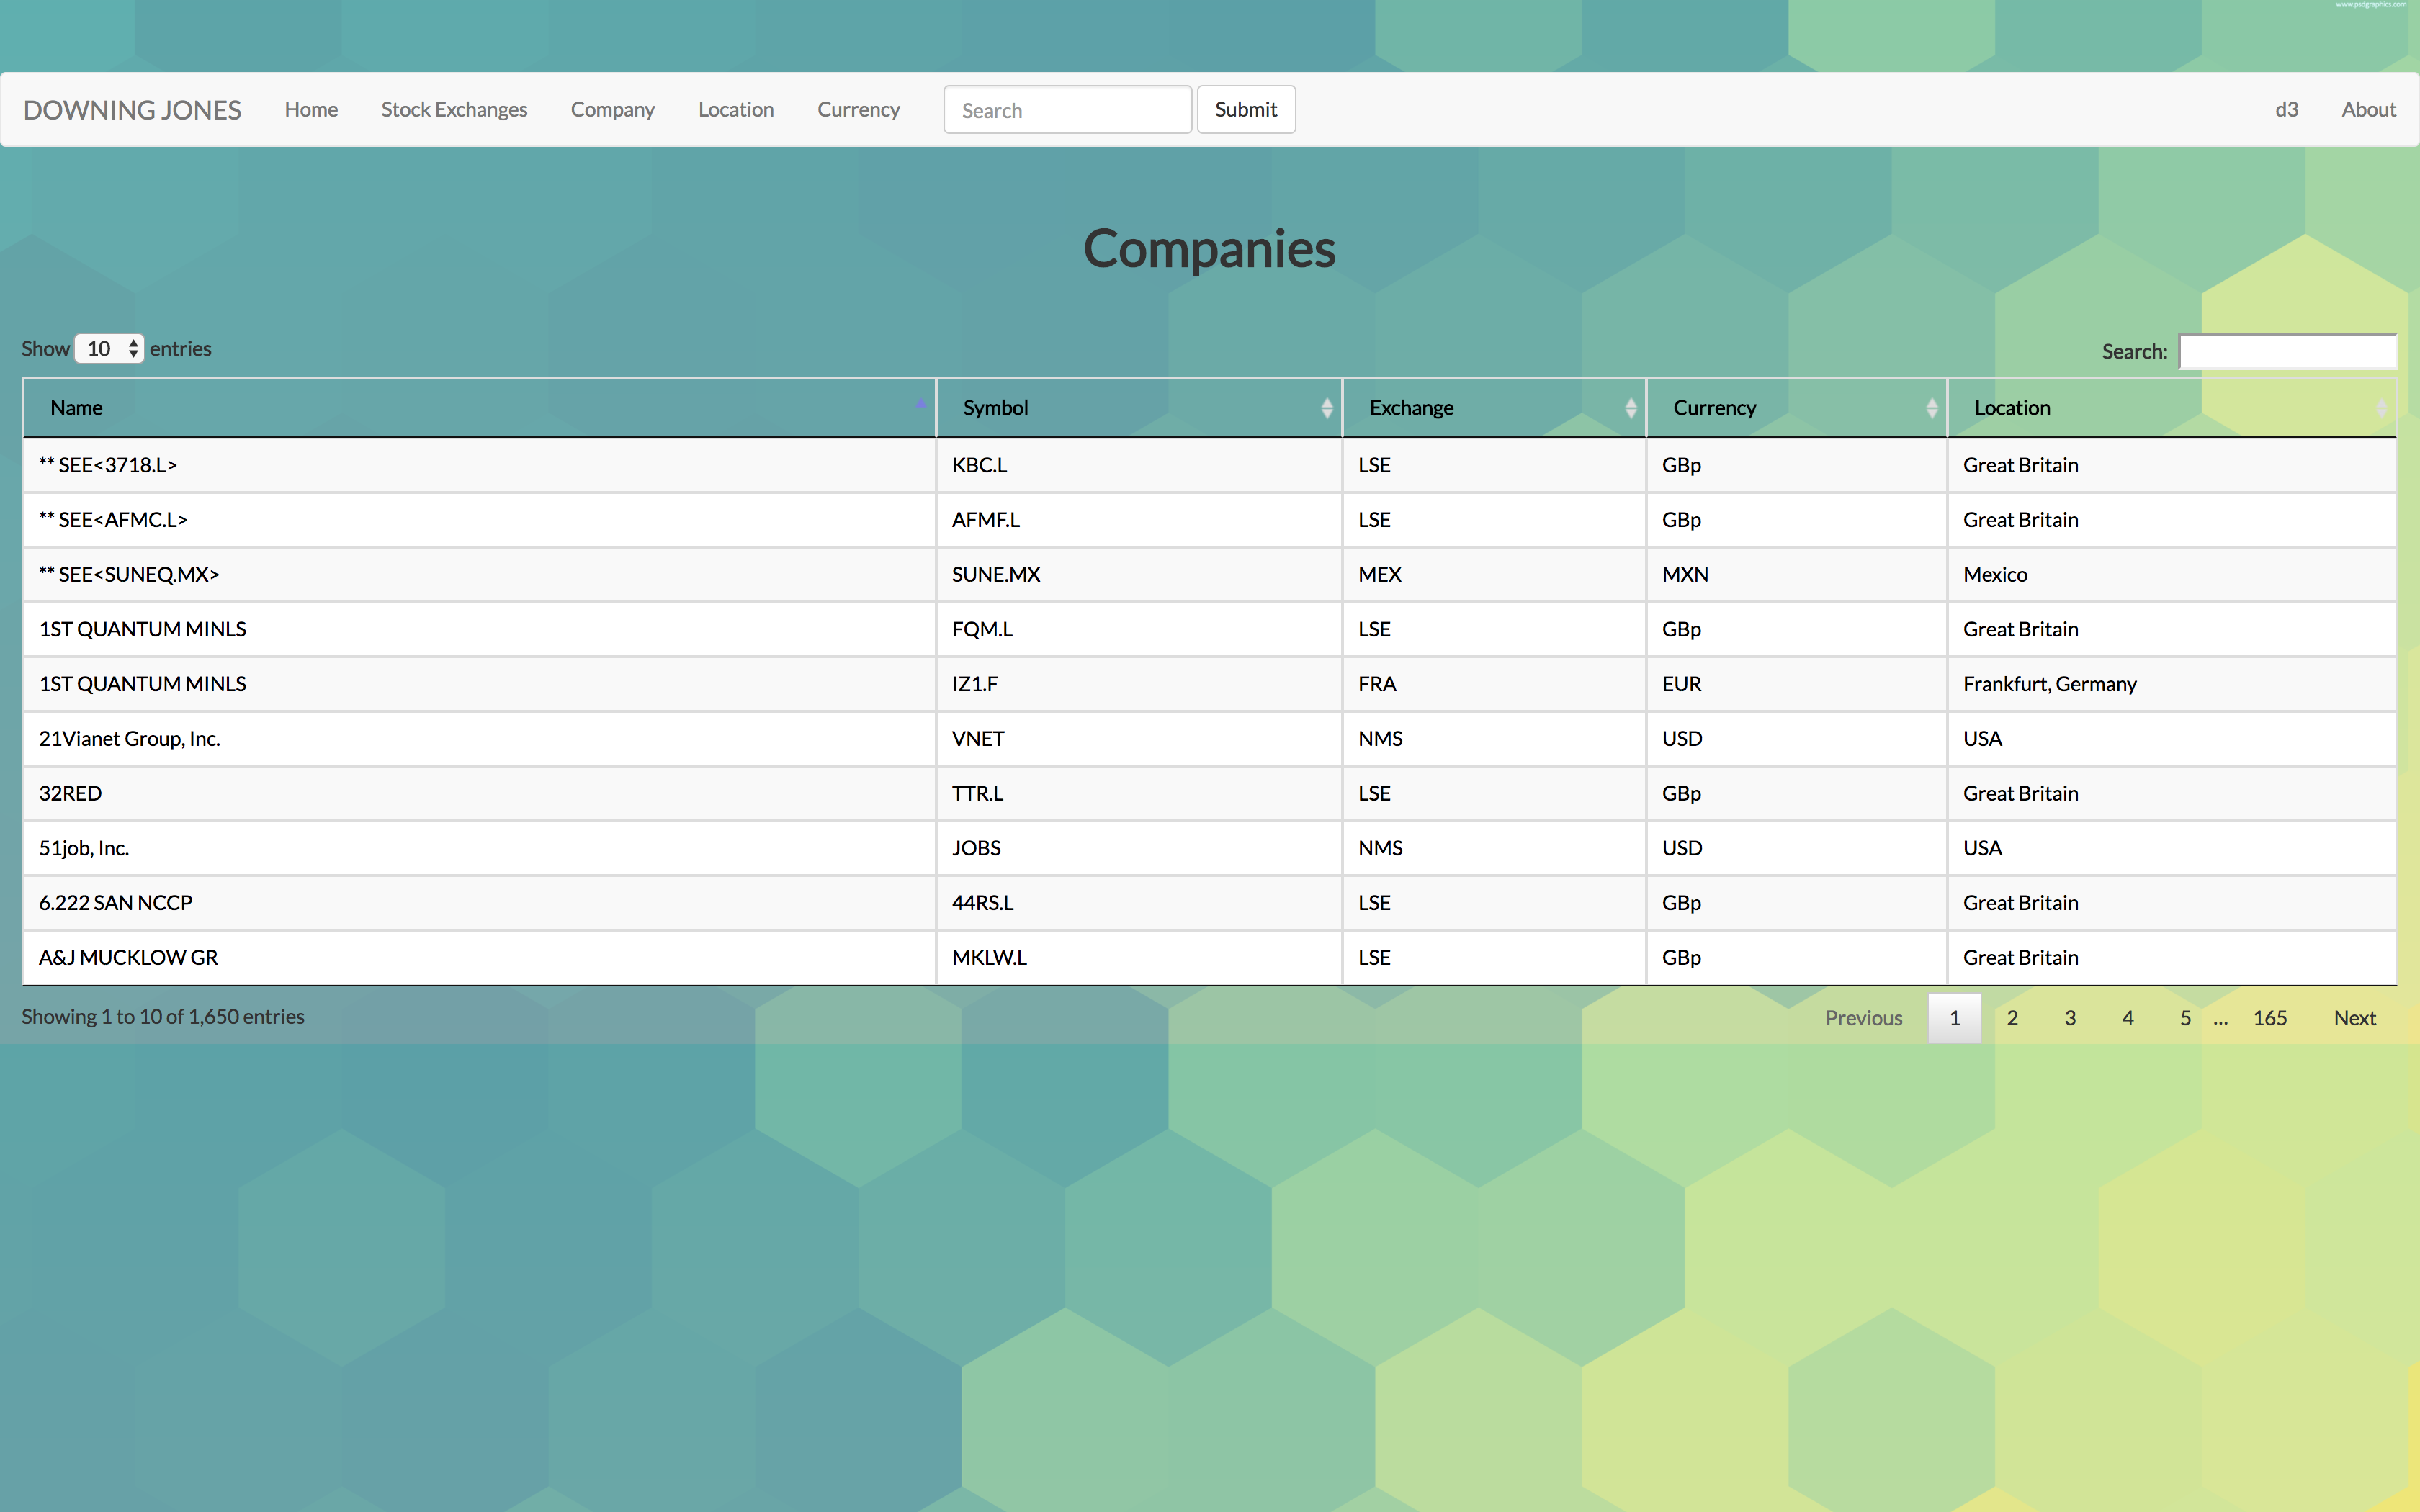 www.psdgraphics.com
DOWNING JONES Home Stock Exchanges Company Location Currency Search Submit d3 About
Companies
Show 10 entries Search:
Name Symbol Exchange Currency Location
** SEE<3718.L> KBC.L LSE GBp Great Britain
** SEE<AFMC.L> AFMF.L LSE GBp Great Britain
** SEE<SUNEQ.MX> SUNE.MX MEX MXN Mexico
1ST QUANTUM MINLS FQM.L LSE GBp Great Britain
1ST QUANTUM MINLS IZ1.F FRA EUR Frankfurt, Germany
21Vianet Group, Inc. VNET NMS USD USA
32RED TTR.L LSE GBp Great Britain
51job, Inc. JOBS NMS USD USA
6.222 SAN NCCP 44RS.L LSE GBp Great Britain
A&J MUCKLOW GR MKLW.L LSE GBp Great Britain
Showing 1 to 10 of 1,650 entries Previous 1 2 3 4 5 … 165 Next